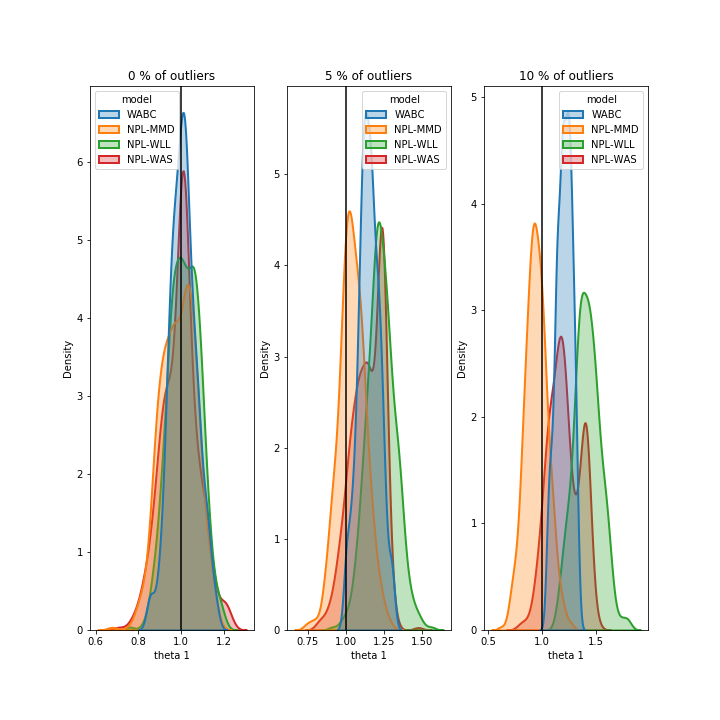 0 % of outliers
model
WABC
NPL-MMD
NPL-WLL
NPL-WAS
Density
6
5
4
3
2
1
0
0.6 0.8 1.0 1.2
theta 1
5 % of outliers
model
WABC
NPL-MMD
NPL-WLL
NPL-WAS
Density
5
4
3
2
1
0
0.75 1.00 1.25 1.50
theta 1
10 % of outliers
model
WABC
NPL-MMD
NPL-WLL
NPL-WAS
Density
5
4
3
2
1
0
0.5 1.0 1.5
theta 1